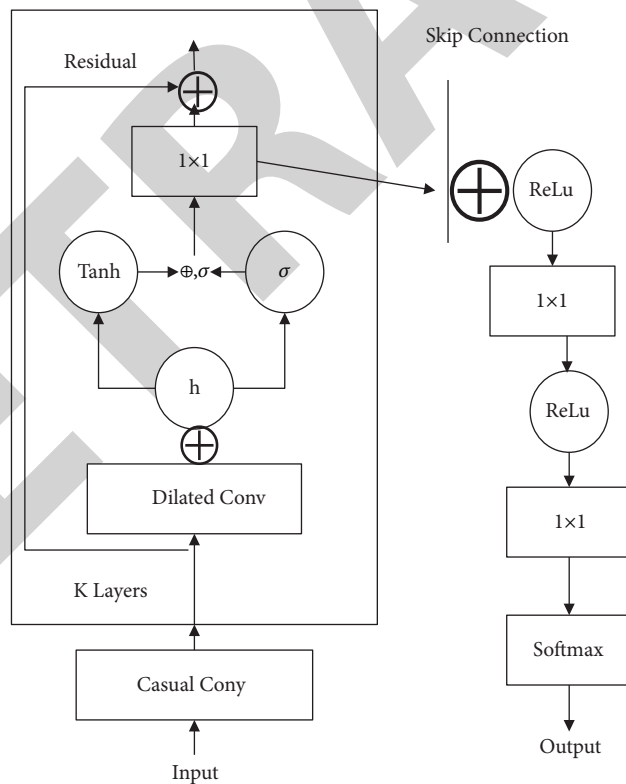 Skip Connection
Residual
1×1
ReLu
Tanh
⊕,σ
σ
1×1
h
ReLu
Dilated Conv
1×1
K Layers
Softmax
Casual Cony
Output
Input